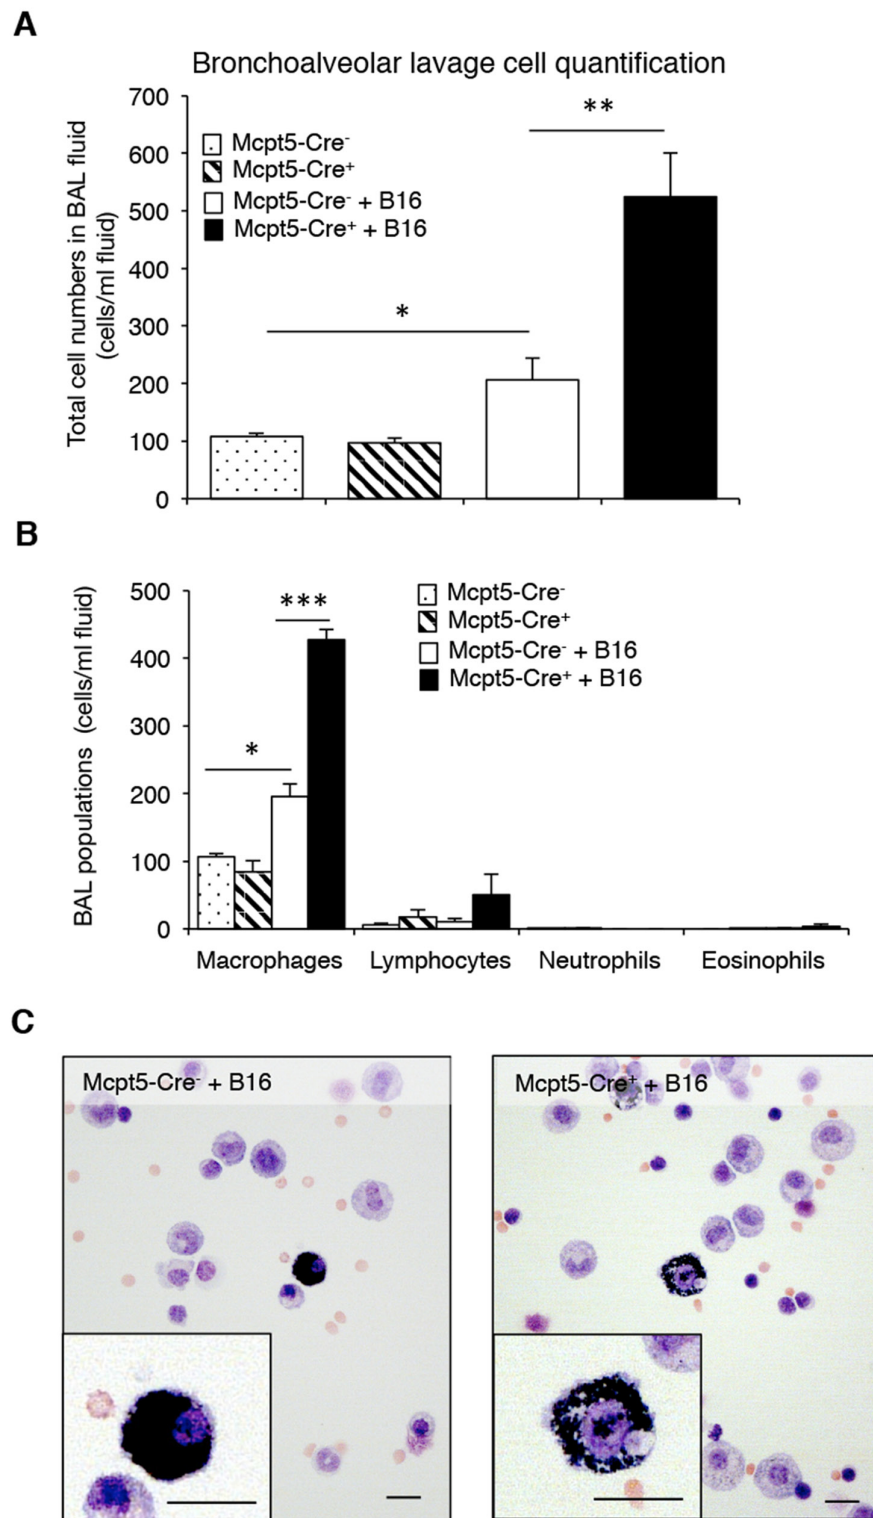 A
Bronchoalveolar lavage cell quantification
Total cell numbers in BAL fluid
(cells/ml fluid)
700
600
500
400
300
200
100
0
Mcpt5-Cre⁻
Mcpt5-Cre⁺
Mcpt5-Cre⁻ + B16
Mcpt5-Cre⁺ + B16
*
**
B
BAL populations (cells/ml fluid)
500
400
300
200
100
0
*
***
Mcpt5-Cre⁻
Mcpt5-Cre⁺
Mcpt5-Cre⁻ + B16
Mcpt5-Cre⁺ + B16
Macrophages Lymphocytes Neutrophils Eosinophils
C
Mcpt5-Cre⁻ + B16
Mcpt5-Cre⁺ + B16